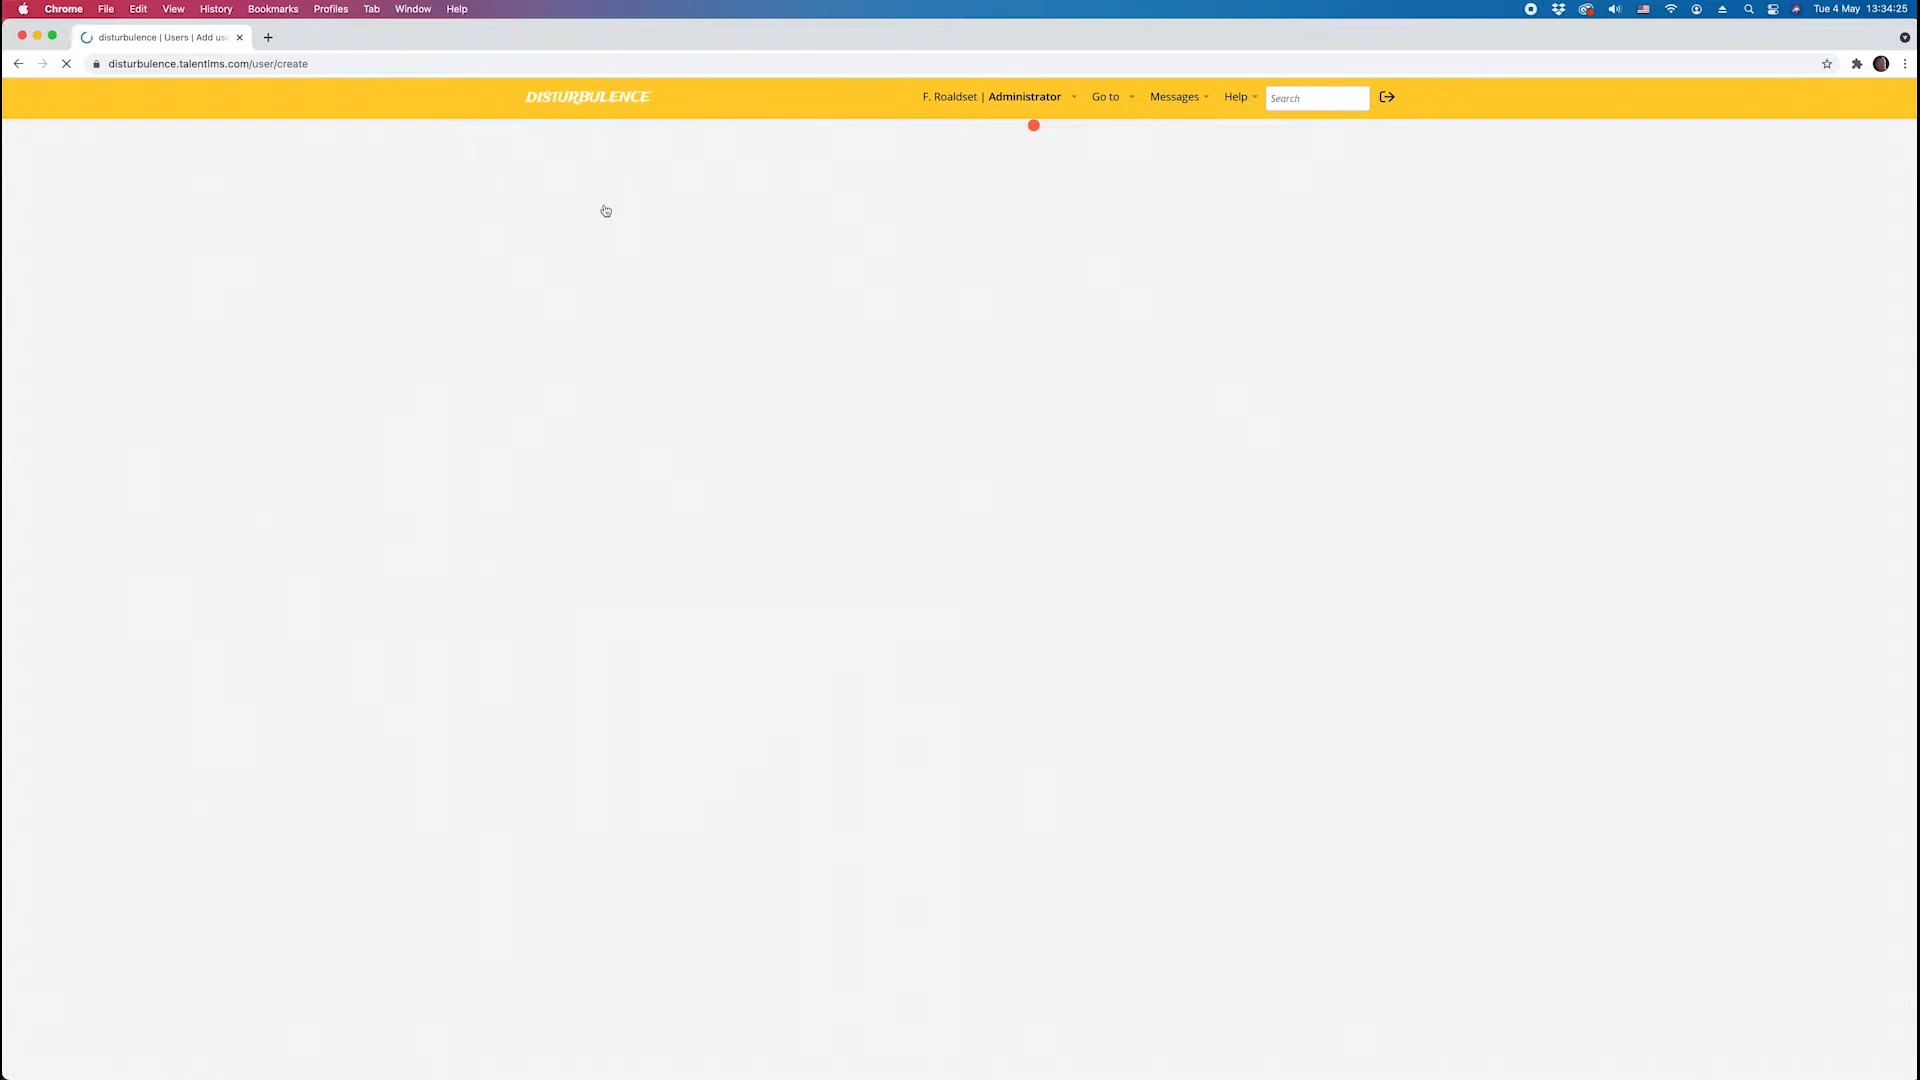 Chrome File Edit View History Bookmarks Profiles Tab Window Help Tue 4 May 13:34:25
disturbulence | Users | Add us
disturbulence.talentlms.com/user/create
DISTURBULENCE F. Roaldset | Administrator Go to Messages Help Search